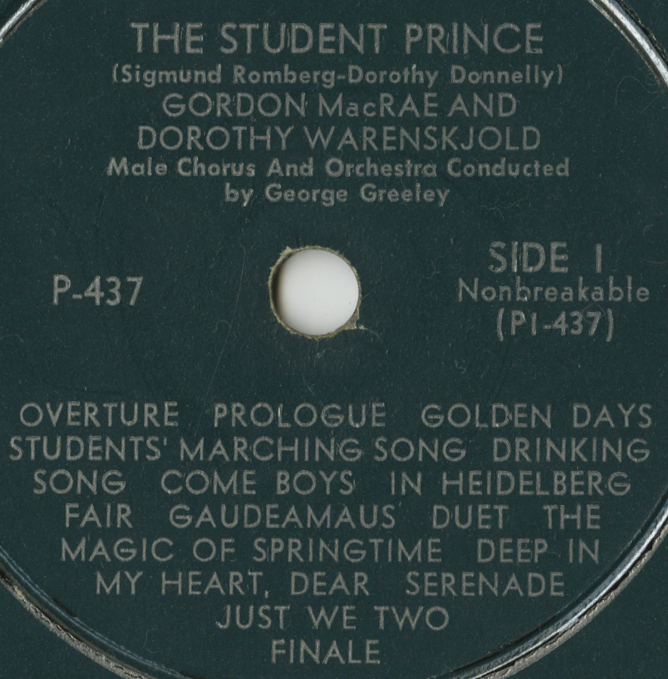 THE STUDENT PRINCE
(Sigmund Romberg-Dorothy Donnelly)
GORDON MacRAE AND
DOROTHY WARENSKJOLD
Male Chorus And Orchestra Conducted
by George Greeley
P-437
SIDE 1
Nonbreakable
(P1-437)
OVERTURE PROLOGUE GOLDEN DAYS
STUDENTS' MARCHING SONG DRINKING
SONG COME BOYS IN HEIDELBERG
FAIR GAUDEAMAUS DUET THE
MAGIC OF SPRINGTIME DEEP IN
MY HEART, DEAR SERENADE
JUST WE TWO
FINALE